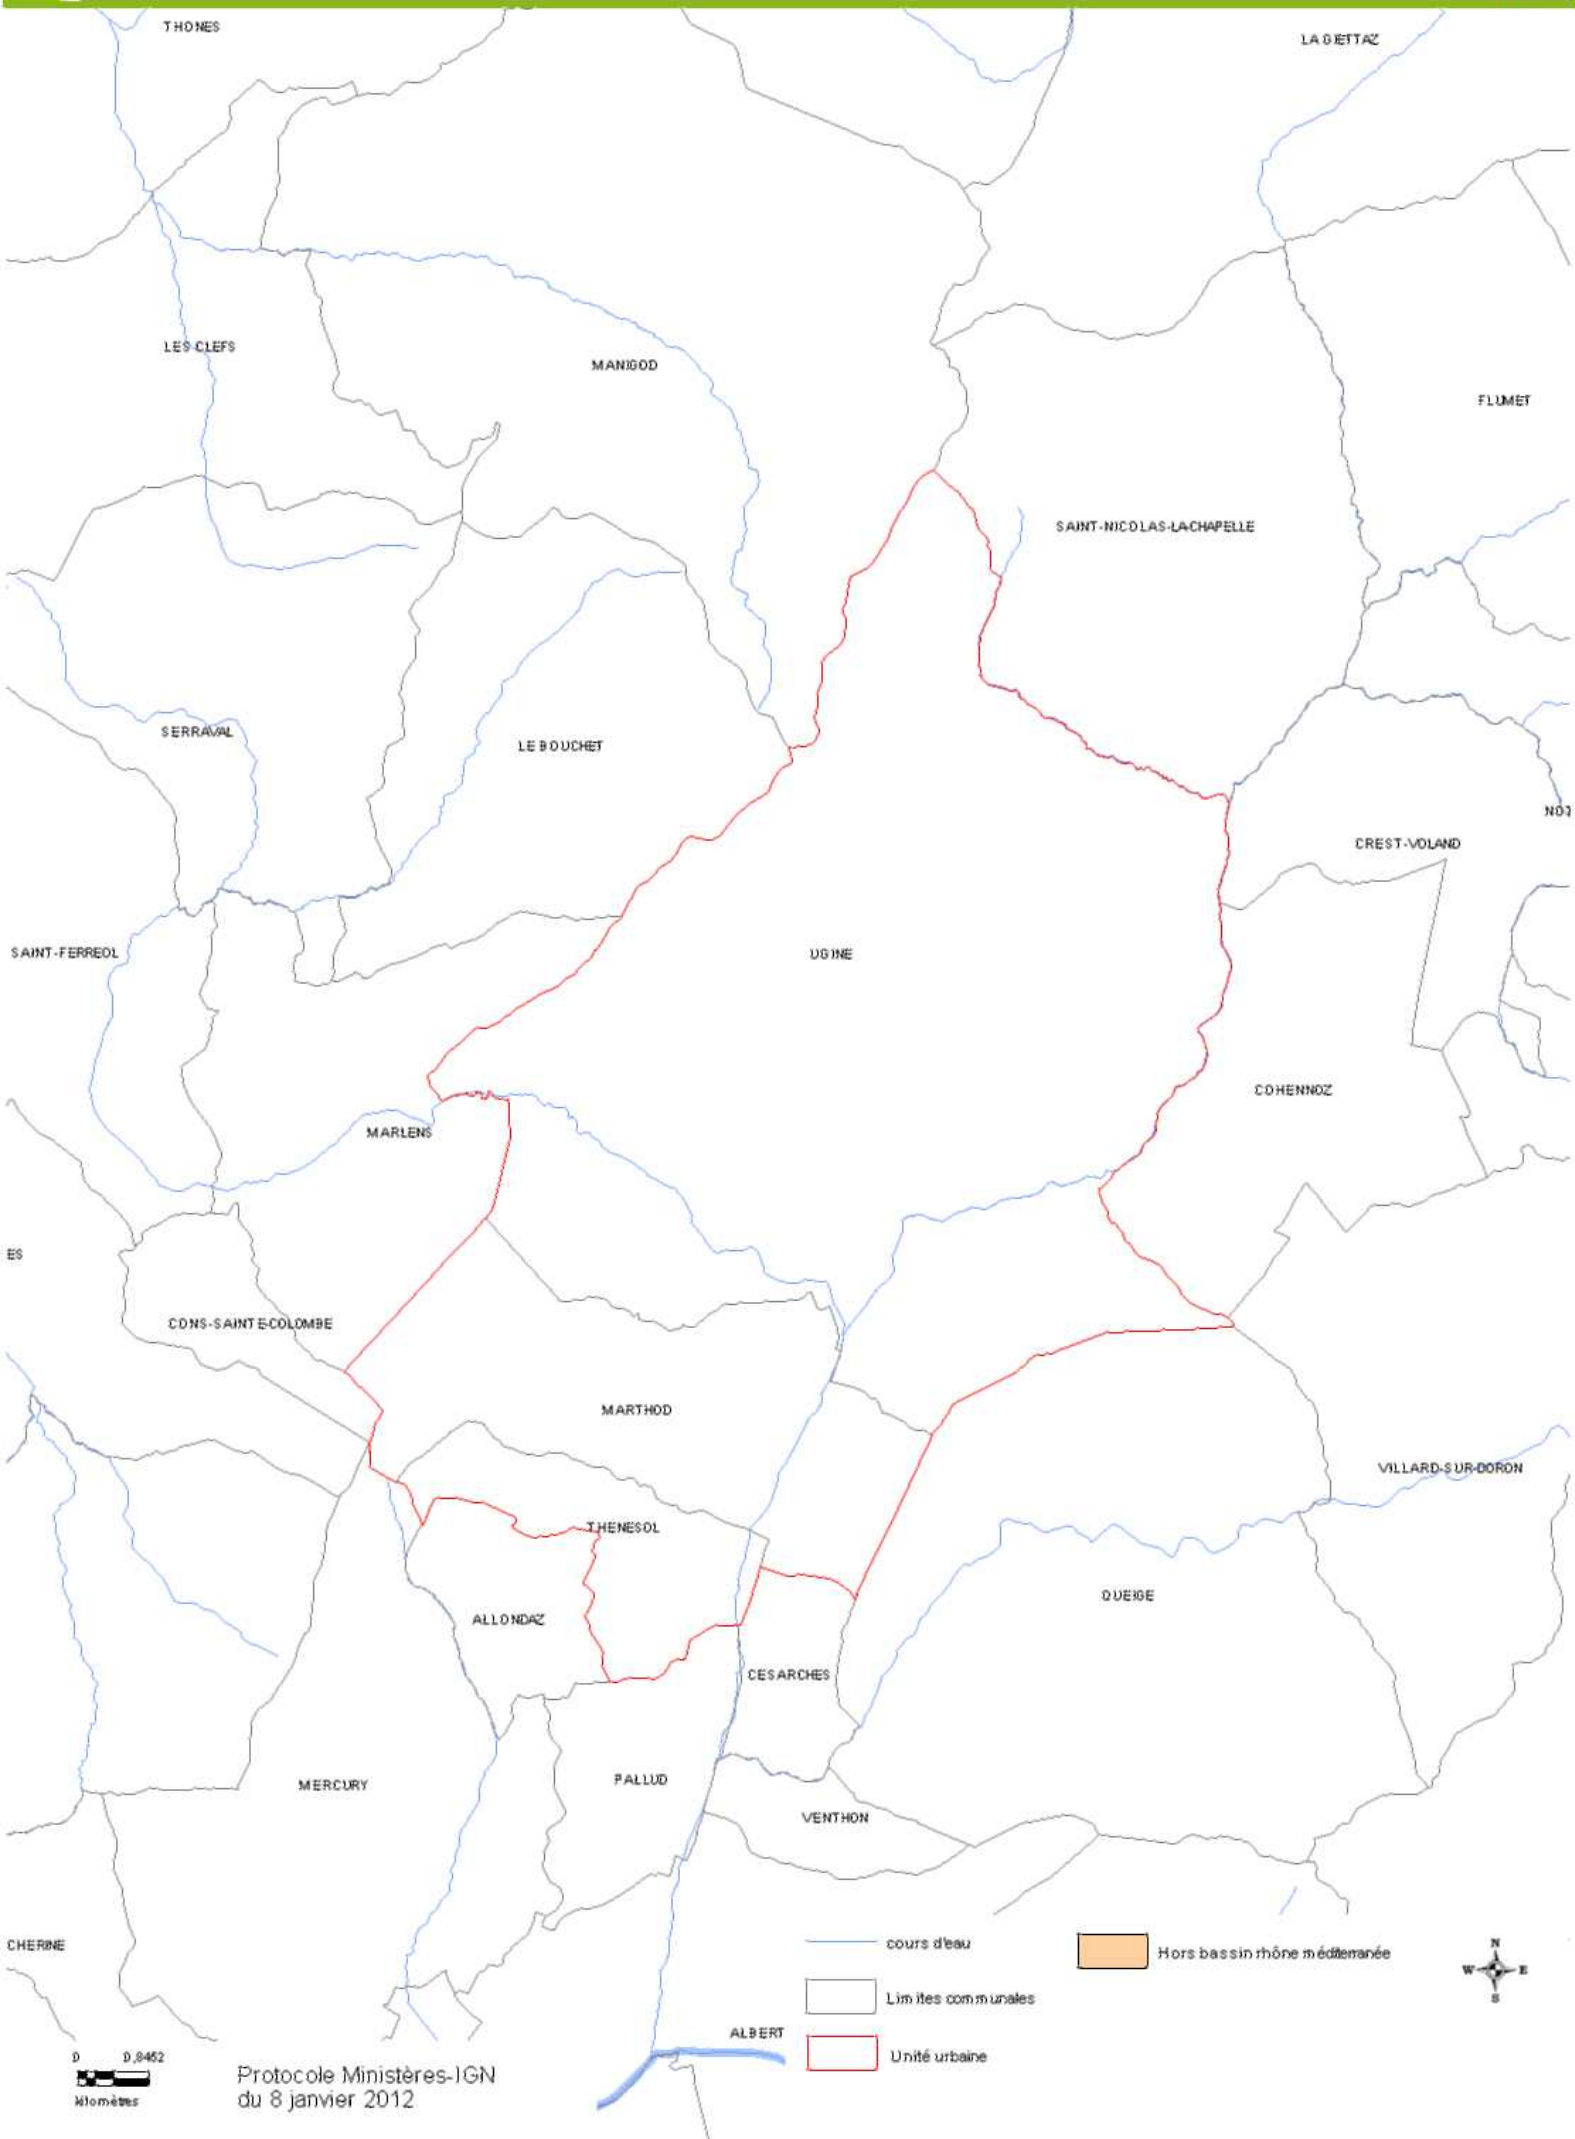 THONES
LA GIETTAZ
LES CLEFS
MANIGOD
FLUMET
SAINT-NICOLAS-LA-CHAPELLE
SERRAVAL
LE BOUCHET
CREST-VOLAND
SAINT-FERREOL
UGINE
COHENNOZ
MARLENS
ES
CONS-SAINTE-COLOMBE
MARTHOD
VILLARD-SUR-DORON
THENESOL
QUEIGE
ALLONDAZ
CESARCHES
PALLUD
MERCURY
VENTHON
CHERINE
cours d'eau
Hors bassin rhône méditerranée
Limites communales
Unité urbaine
ALBERT
N
W E
S
0 0,8452
kilomètres
Protocole Ministères-IGN
du 8 janvier 2012